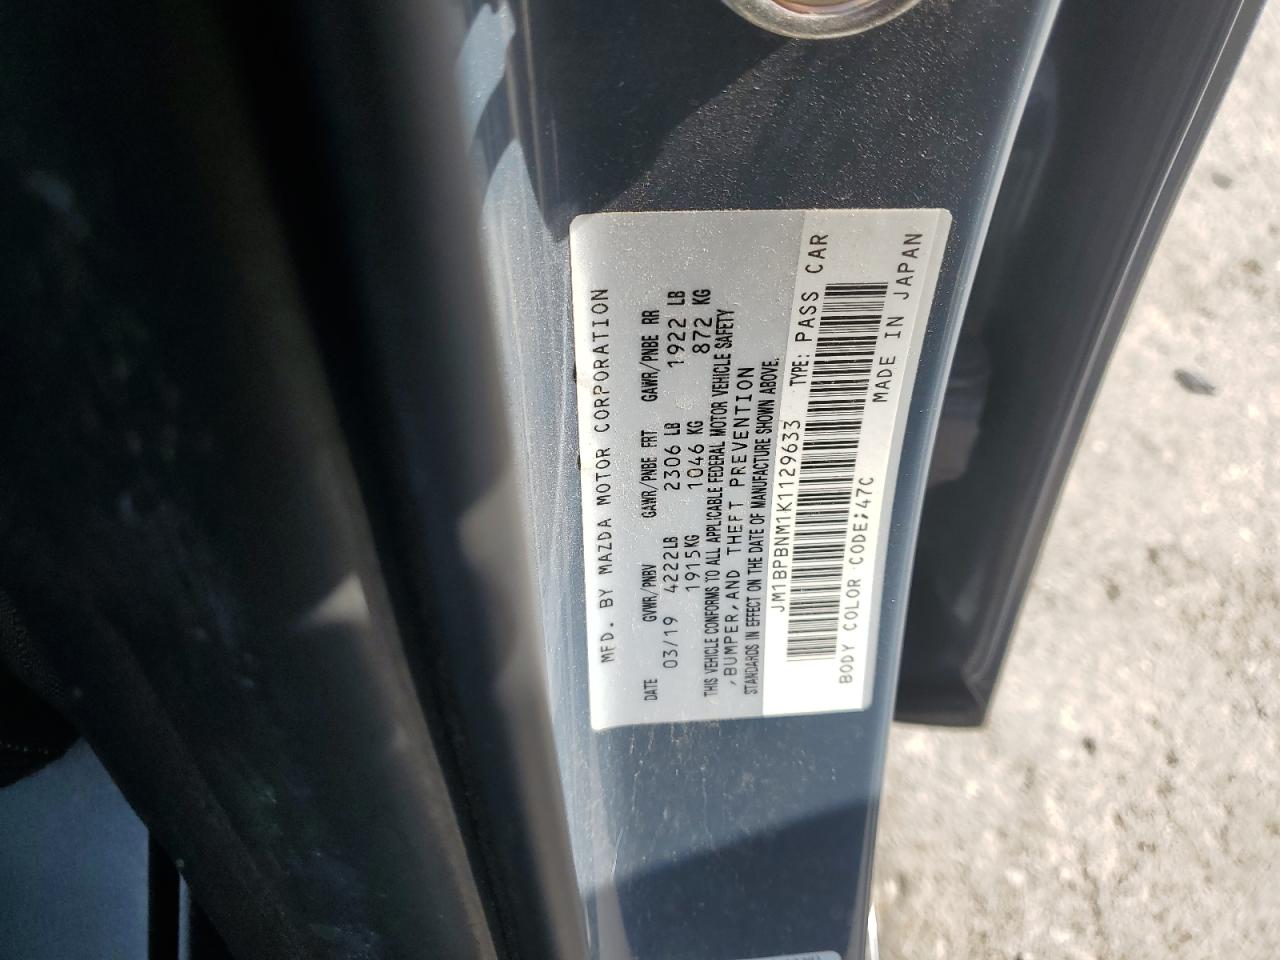 MFD. BY MAZDA MOTOR CORPORATION
DATE GVWR/PNBV GAWR/PNBE FRT GAWR/PNBE RR
03/19 4222LB 2306 LB 1922 LB
1915KG 1046 KG 872 KG
THIS VEHICLE CONFORMS TO ALL APPLICABLE FEDERAL MOTOR VEHICLE SAFETY
,BUMPER,AND THEFT PREVENTION
STANDARDS IN EFFECT ON THE DATE OF MANUFACTURE SHOWN ABOVE.
JM1BPBNM1K1129633 TYPE: PASS CAR
BODY COLOR CODE;47C MADE IN JAPAN